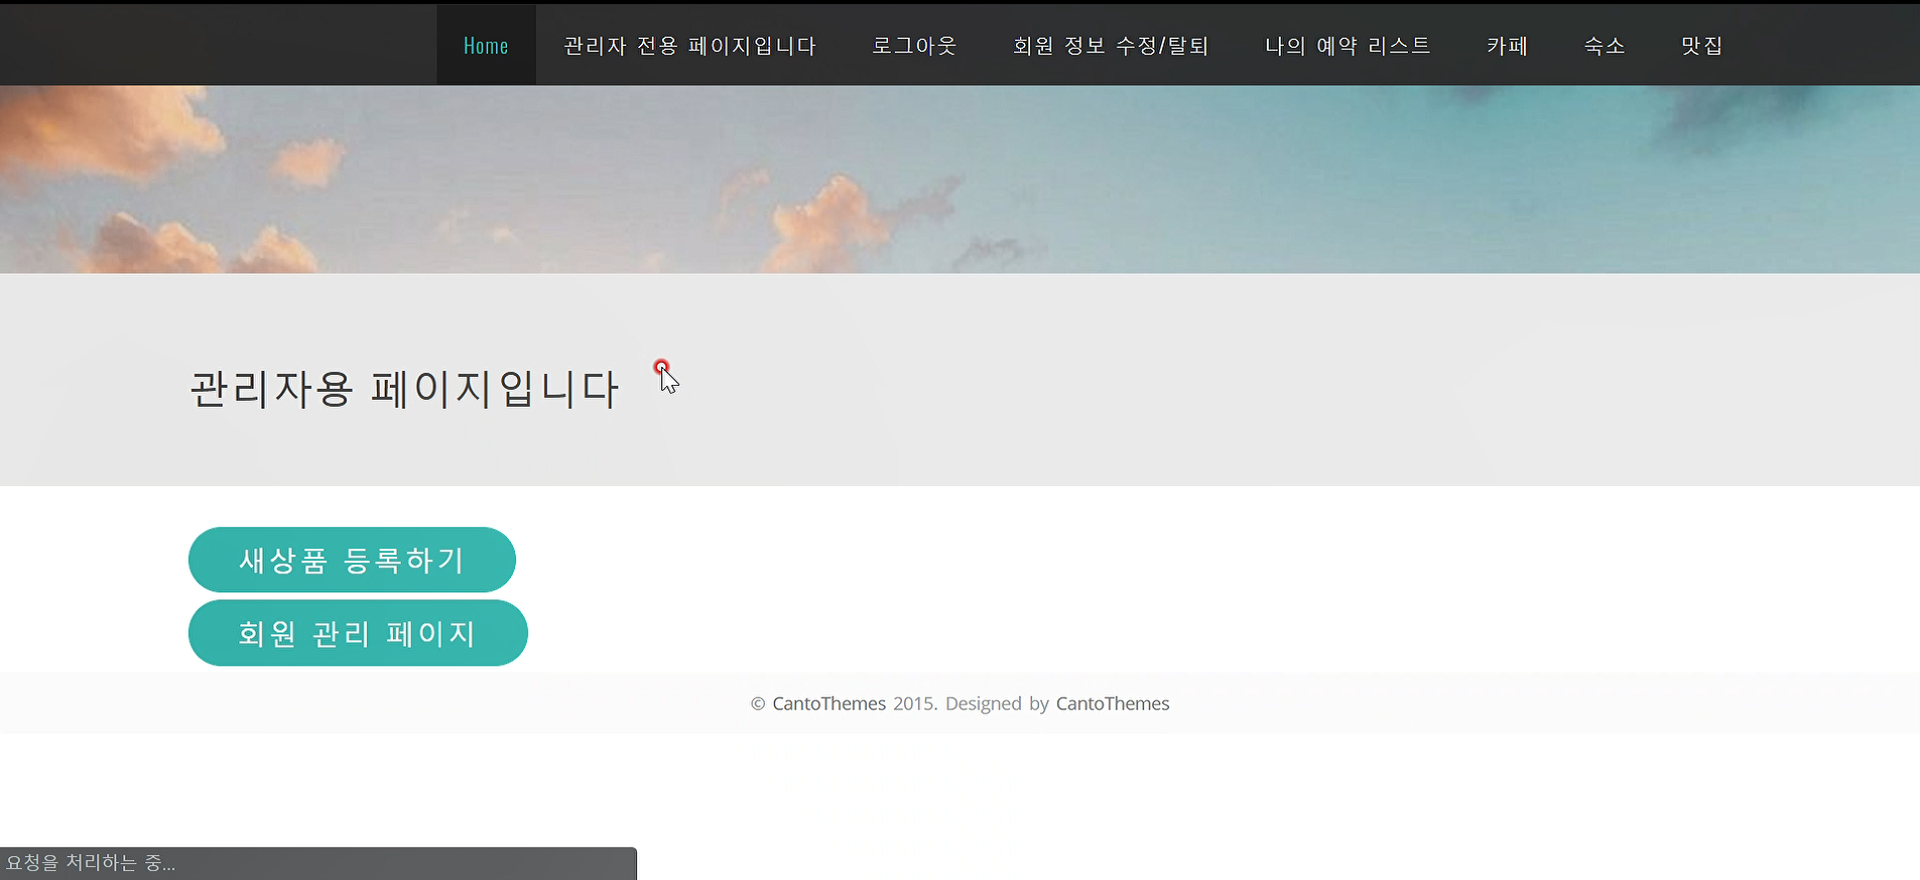 Home 관리자 전용 페이지입니다 로그아웃 회원 정보 수정/탈퇴 나의 예약 리스트 카페 숙소 맛집
관리자용 페이지입니다
새상품 등록하기
회원 관리 페이지
© CantoThemes 2015. Designed by CantoThemes
요청을 처리하는 중...